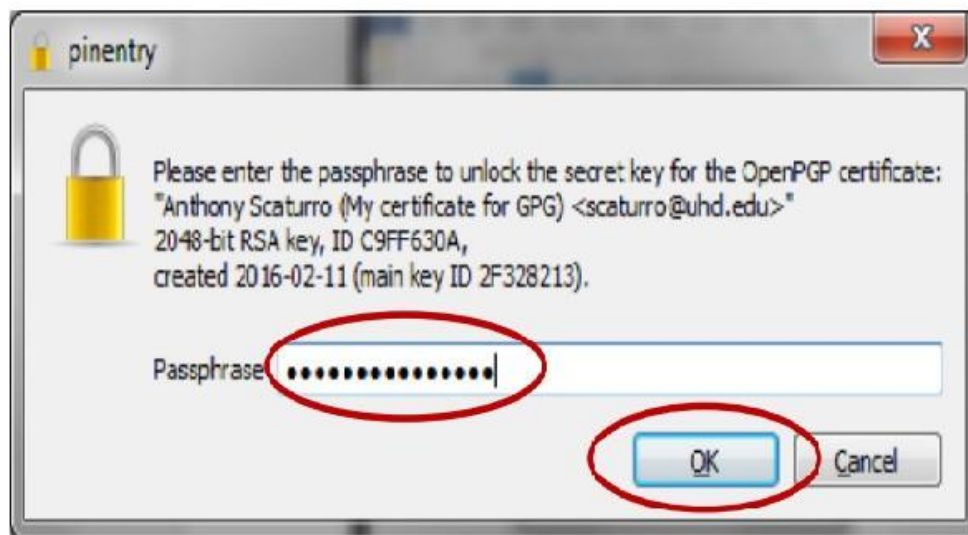 pinentry
Please enter the passphrase to unlock the secret key for the OpenPGP certificate:
"Anthony Scaturro (My certificate for GPG) <scaturro@uhd.edu>"
2048-bit RSA key, ID C9FF630A,
created 2016-02-11 (main key ID 2F328213).
Passphrase ●●●●●●●●●●●●●●●
OK Cancel